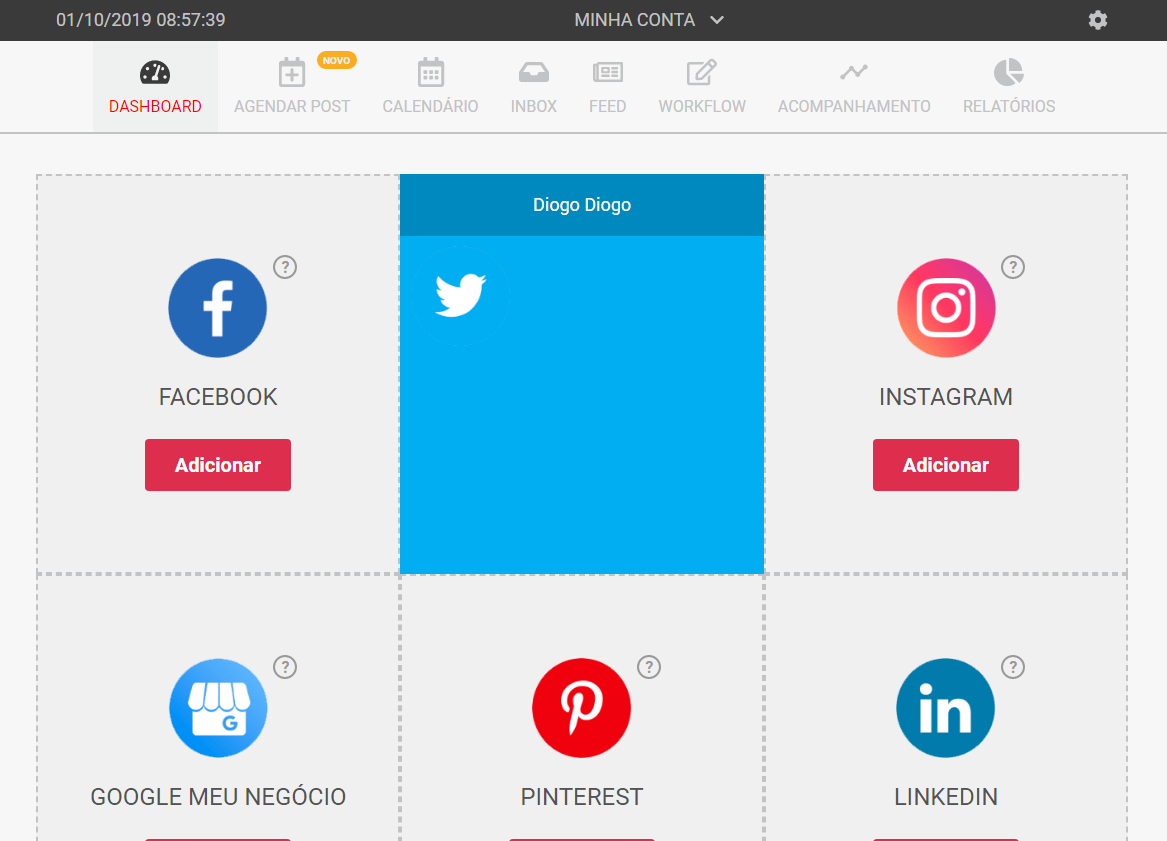 01/10/2019 08:57:39
MINHA CONTA
NOVO
DASHBOARD
AGENDAR POST
CALENDÁRIO
INBOX
FEED
WORKFLOW
ACOMPANHAMENTO
RELATÓRIOS
Diogo Diogo
?
FACEBOOK
Adicionar
?
INSTAGRAM
Adicionar
?
G
GOOGLE MEU NEGÓCIO
?
PINTEREST
?
in
LINKEDIN